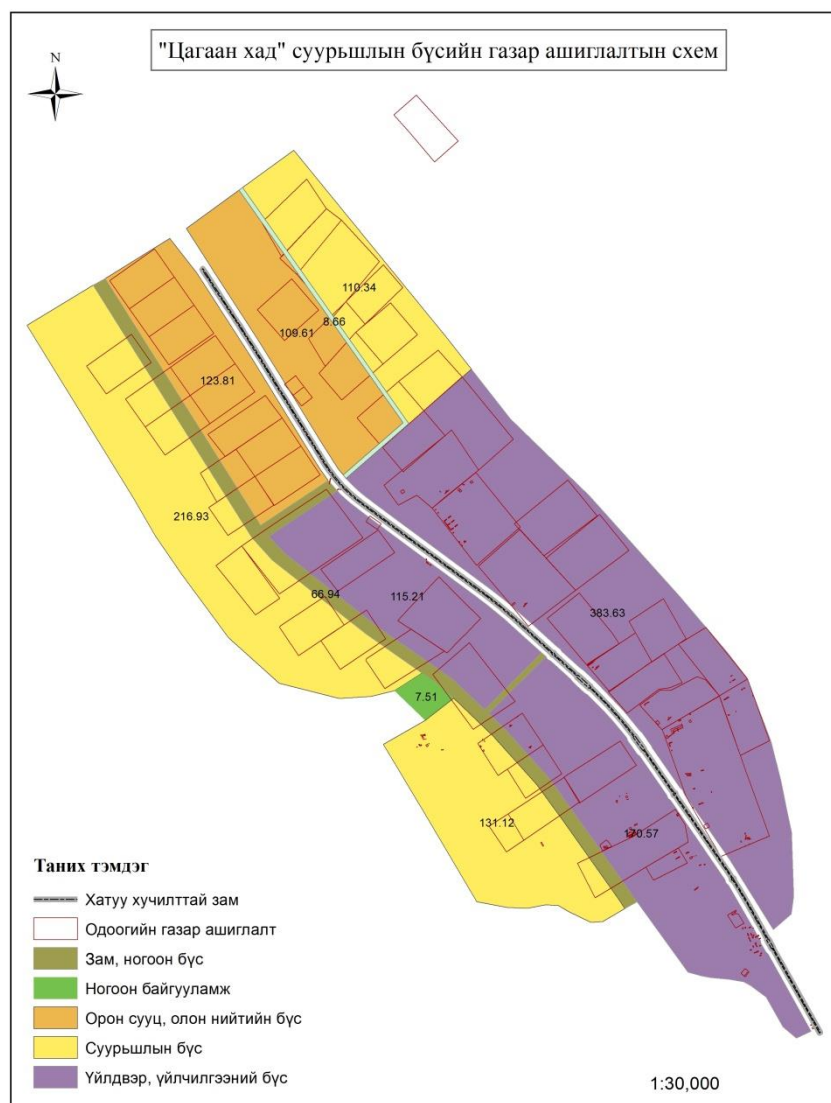 "Цагаан хад" суурьшлын бүсийн газар ашиглалтын схем
N
110.34
8.66
109.61
123.81
216.93
66.94
115.21
383.63
7.51
131.12
170.57
Таних тэмдэг
Хатуу хучилттай зам
Одоогийн газар ашиглалт
Зам, ногоон бүс
Ногоон байгууламж
Орон сууц, олон нийтийн бүс
Суурьшлын бүс
Үйлдвэр, үйлчилгээний бүс
1:30,000